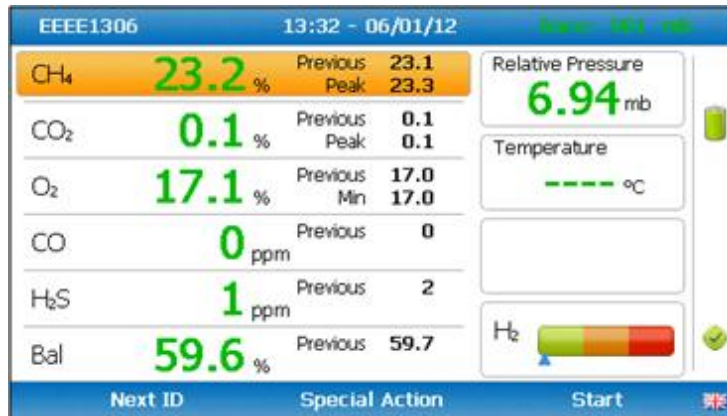 EEEE1306 13:32 - 06/01/12
CH₄ 23.2 % Previous 23.1
Peak 23.3
CO₂ 0.1 % Previous 0.1
Peak 0.1
O₂ 17.1 % Previous 17.0
Min 17.0
CO 0 ppm Previous 0
H₂S 1 ppm Previous 2
Bal 59.6 % Previous 59.7
Relative Pressure
6.94 mb
Temperature
---- ºC
H₂
Next ID Special Action Start